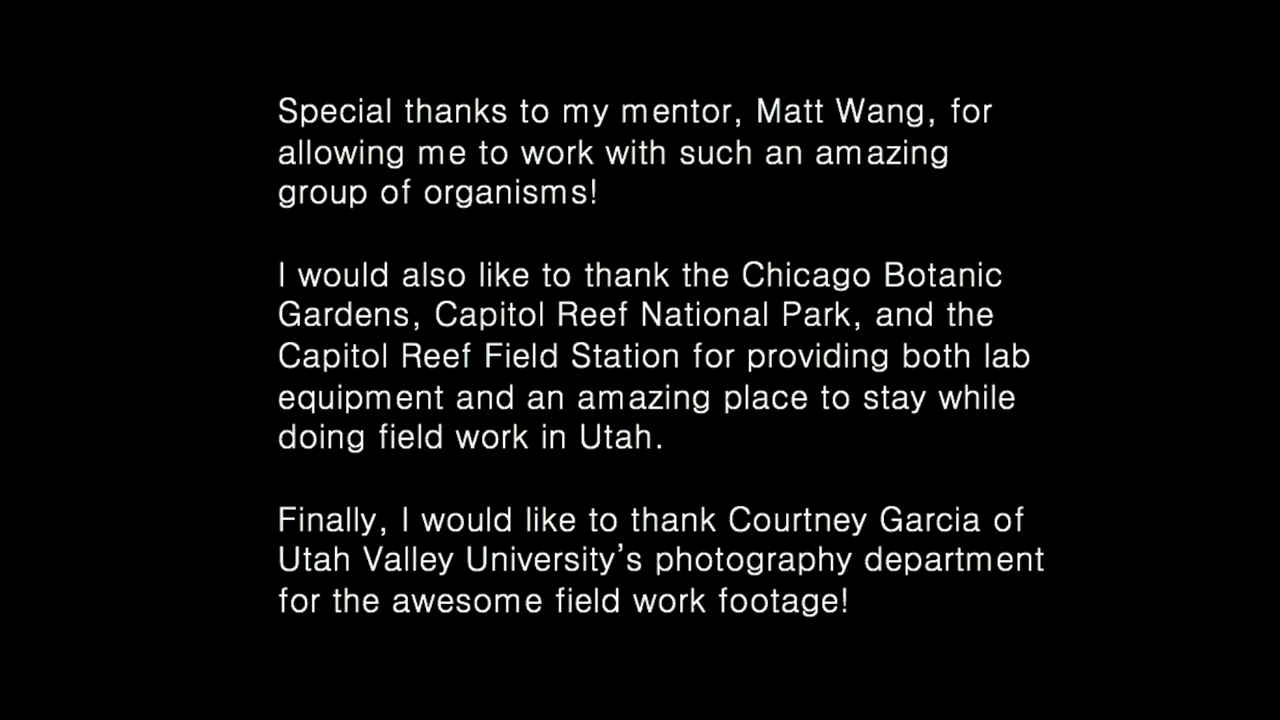 Special thanks to my mentor, Matt Wang, for
allowing me to work with such an amazing
group of organisms!
I would also like to thank the Chicago Botanic
Gardens, Capitol Reef National Park, and the
Capitol Reef Field Station for providing both lab
equipment and an amazing place to stay while
doing field work in Utah.
Finally, I would like to thank Courtney Garcia of
Utah Valley University’s photography department
for the awesome field work footage!